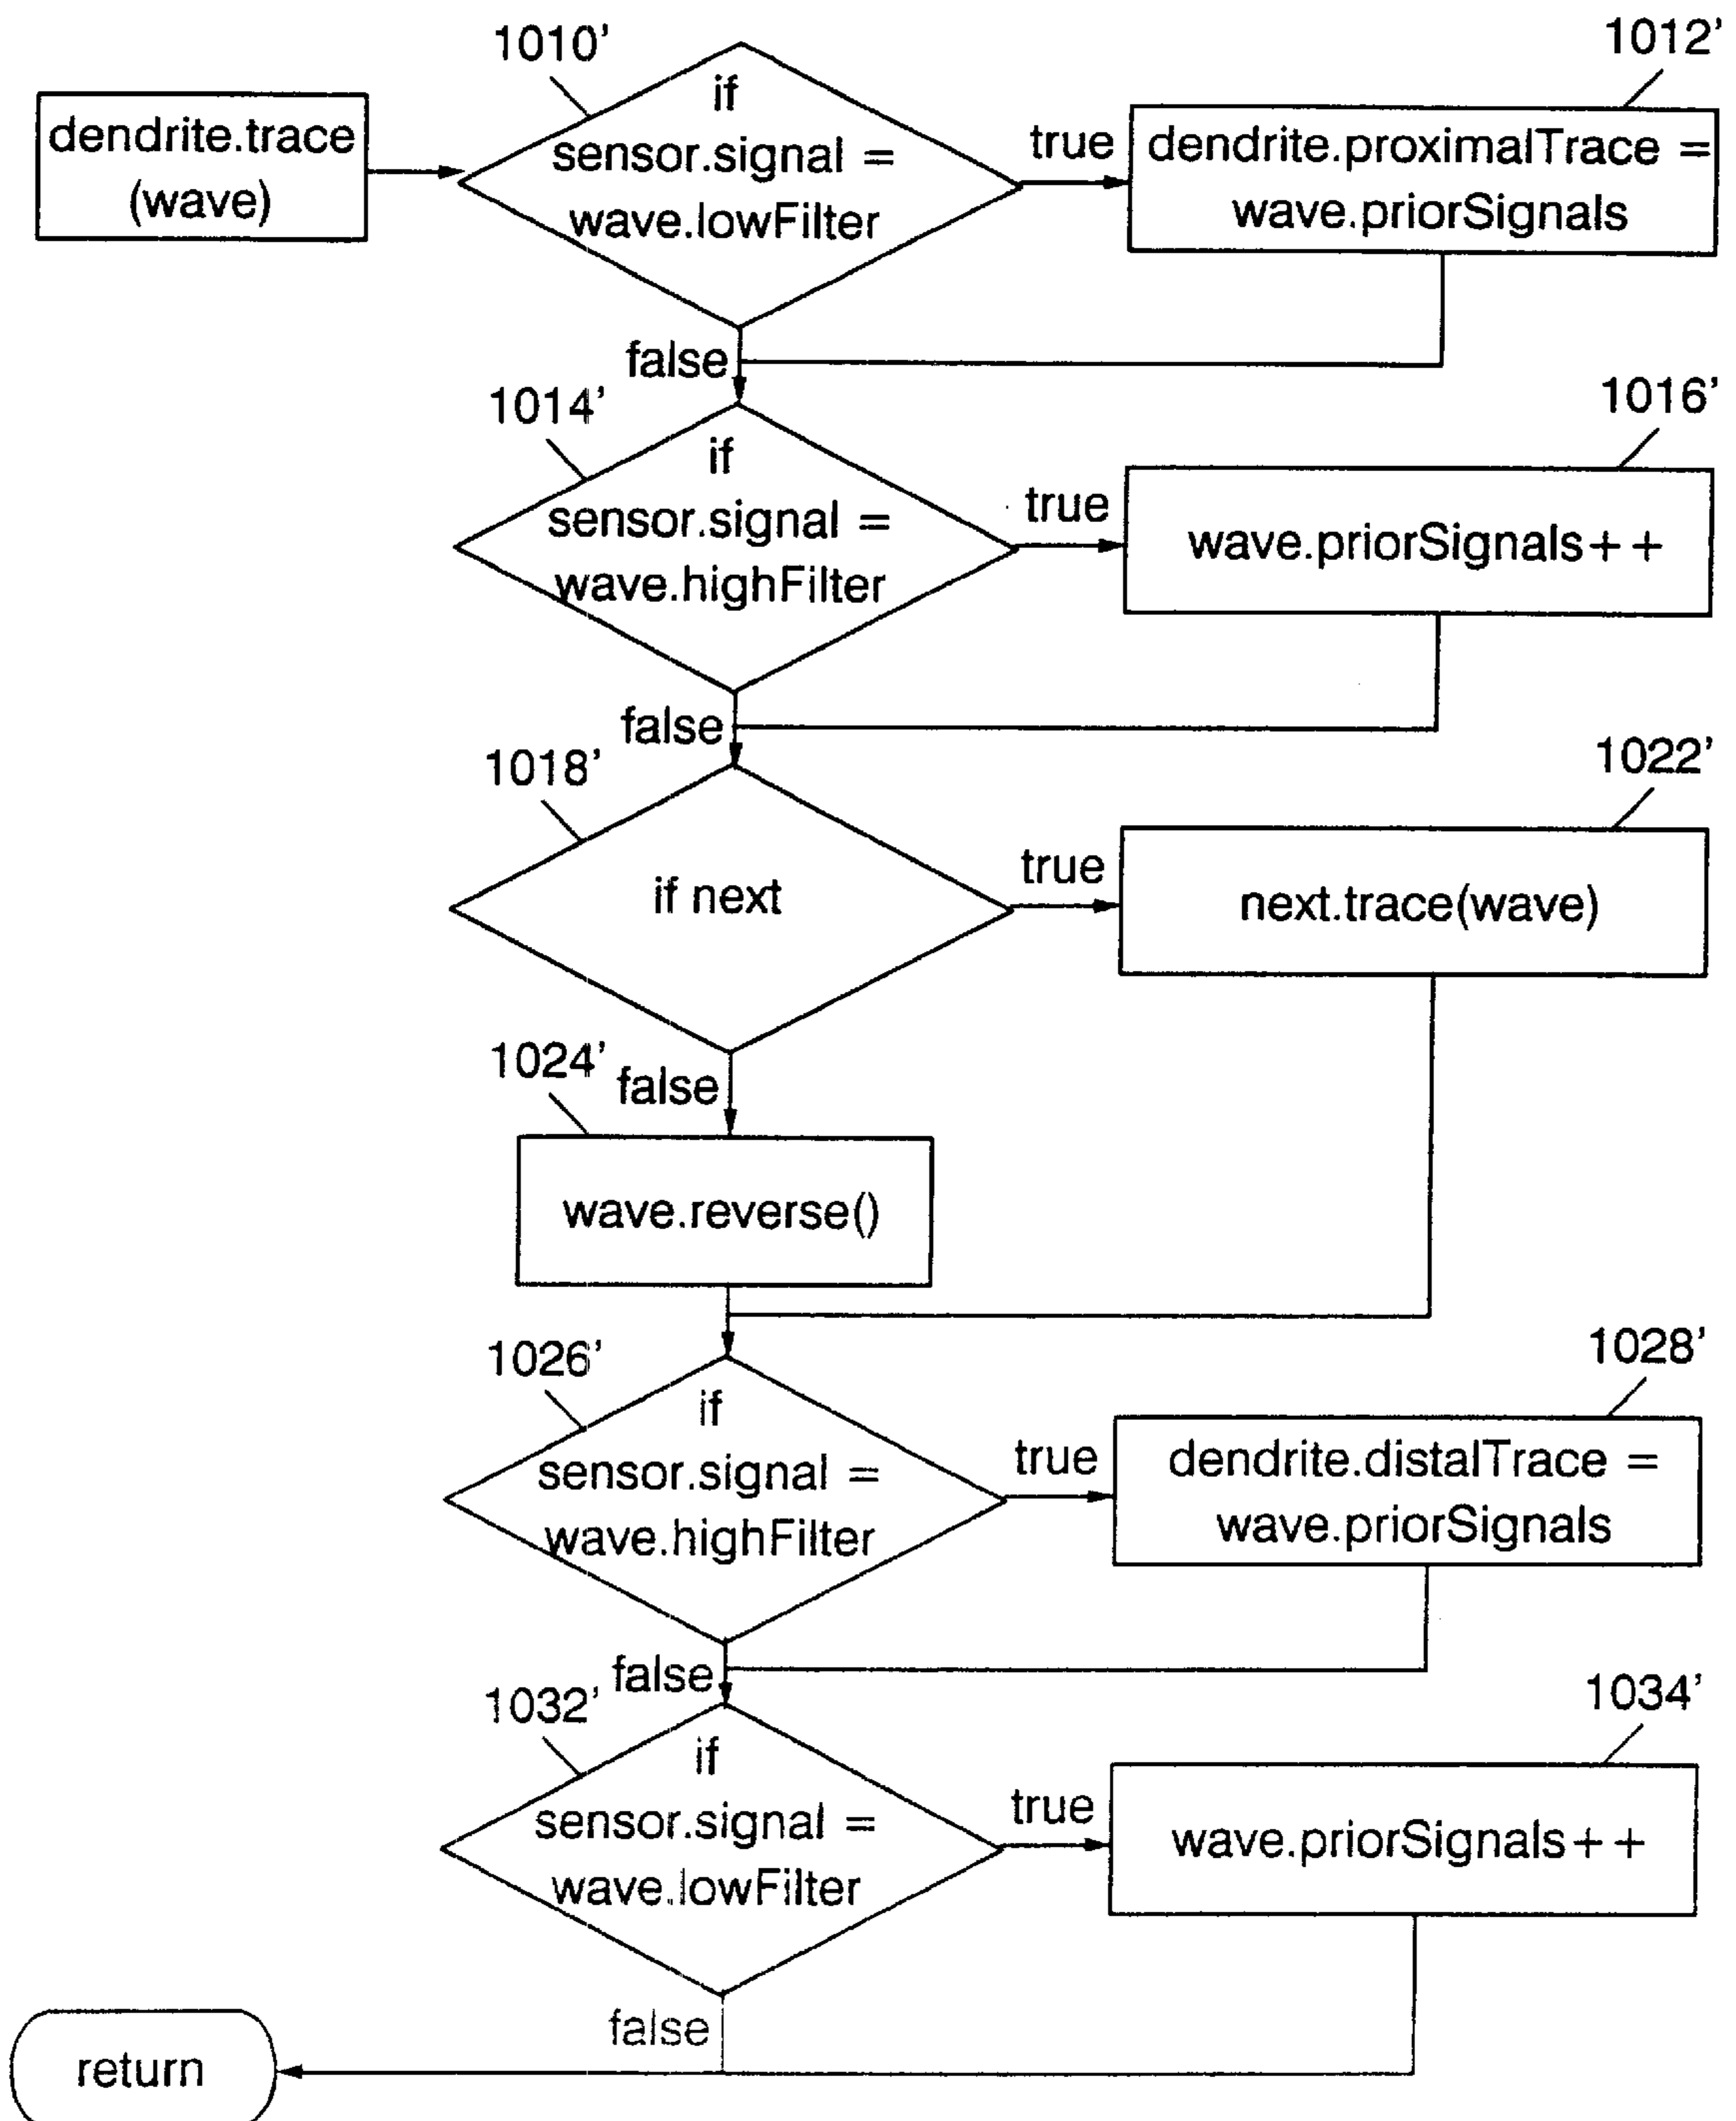 1010'
1012'
dendrite.trace
(wave)
if
sensor.signal =
wave.lowFilter
true
dendrite.proximalTrace =
wave.priorSignals
false
1014'
1016'
if
sensor.signal =
wave.highFilter
true
wave.priorSignals++
false
1018'
1022'
if next
true
next.trace(wave)
1024'
false
wave.reverse()
1026'
1028'
if
sensor.signal =
wave.highFilter
true
dendrite.distalTrace =
wave.priorSignals
false
1032'
1034'
if
sensor.signal =
wave.lowFilter
true
wave.priorSignals++
false
return